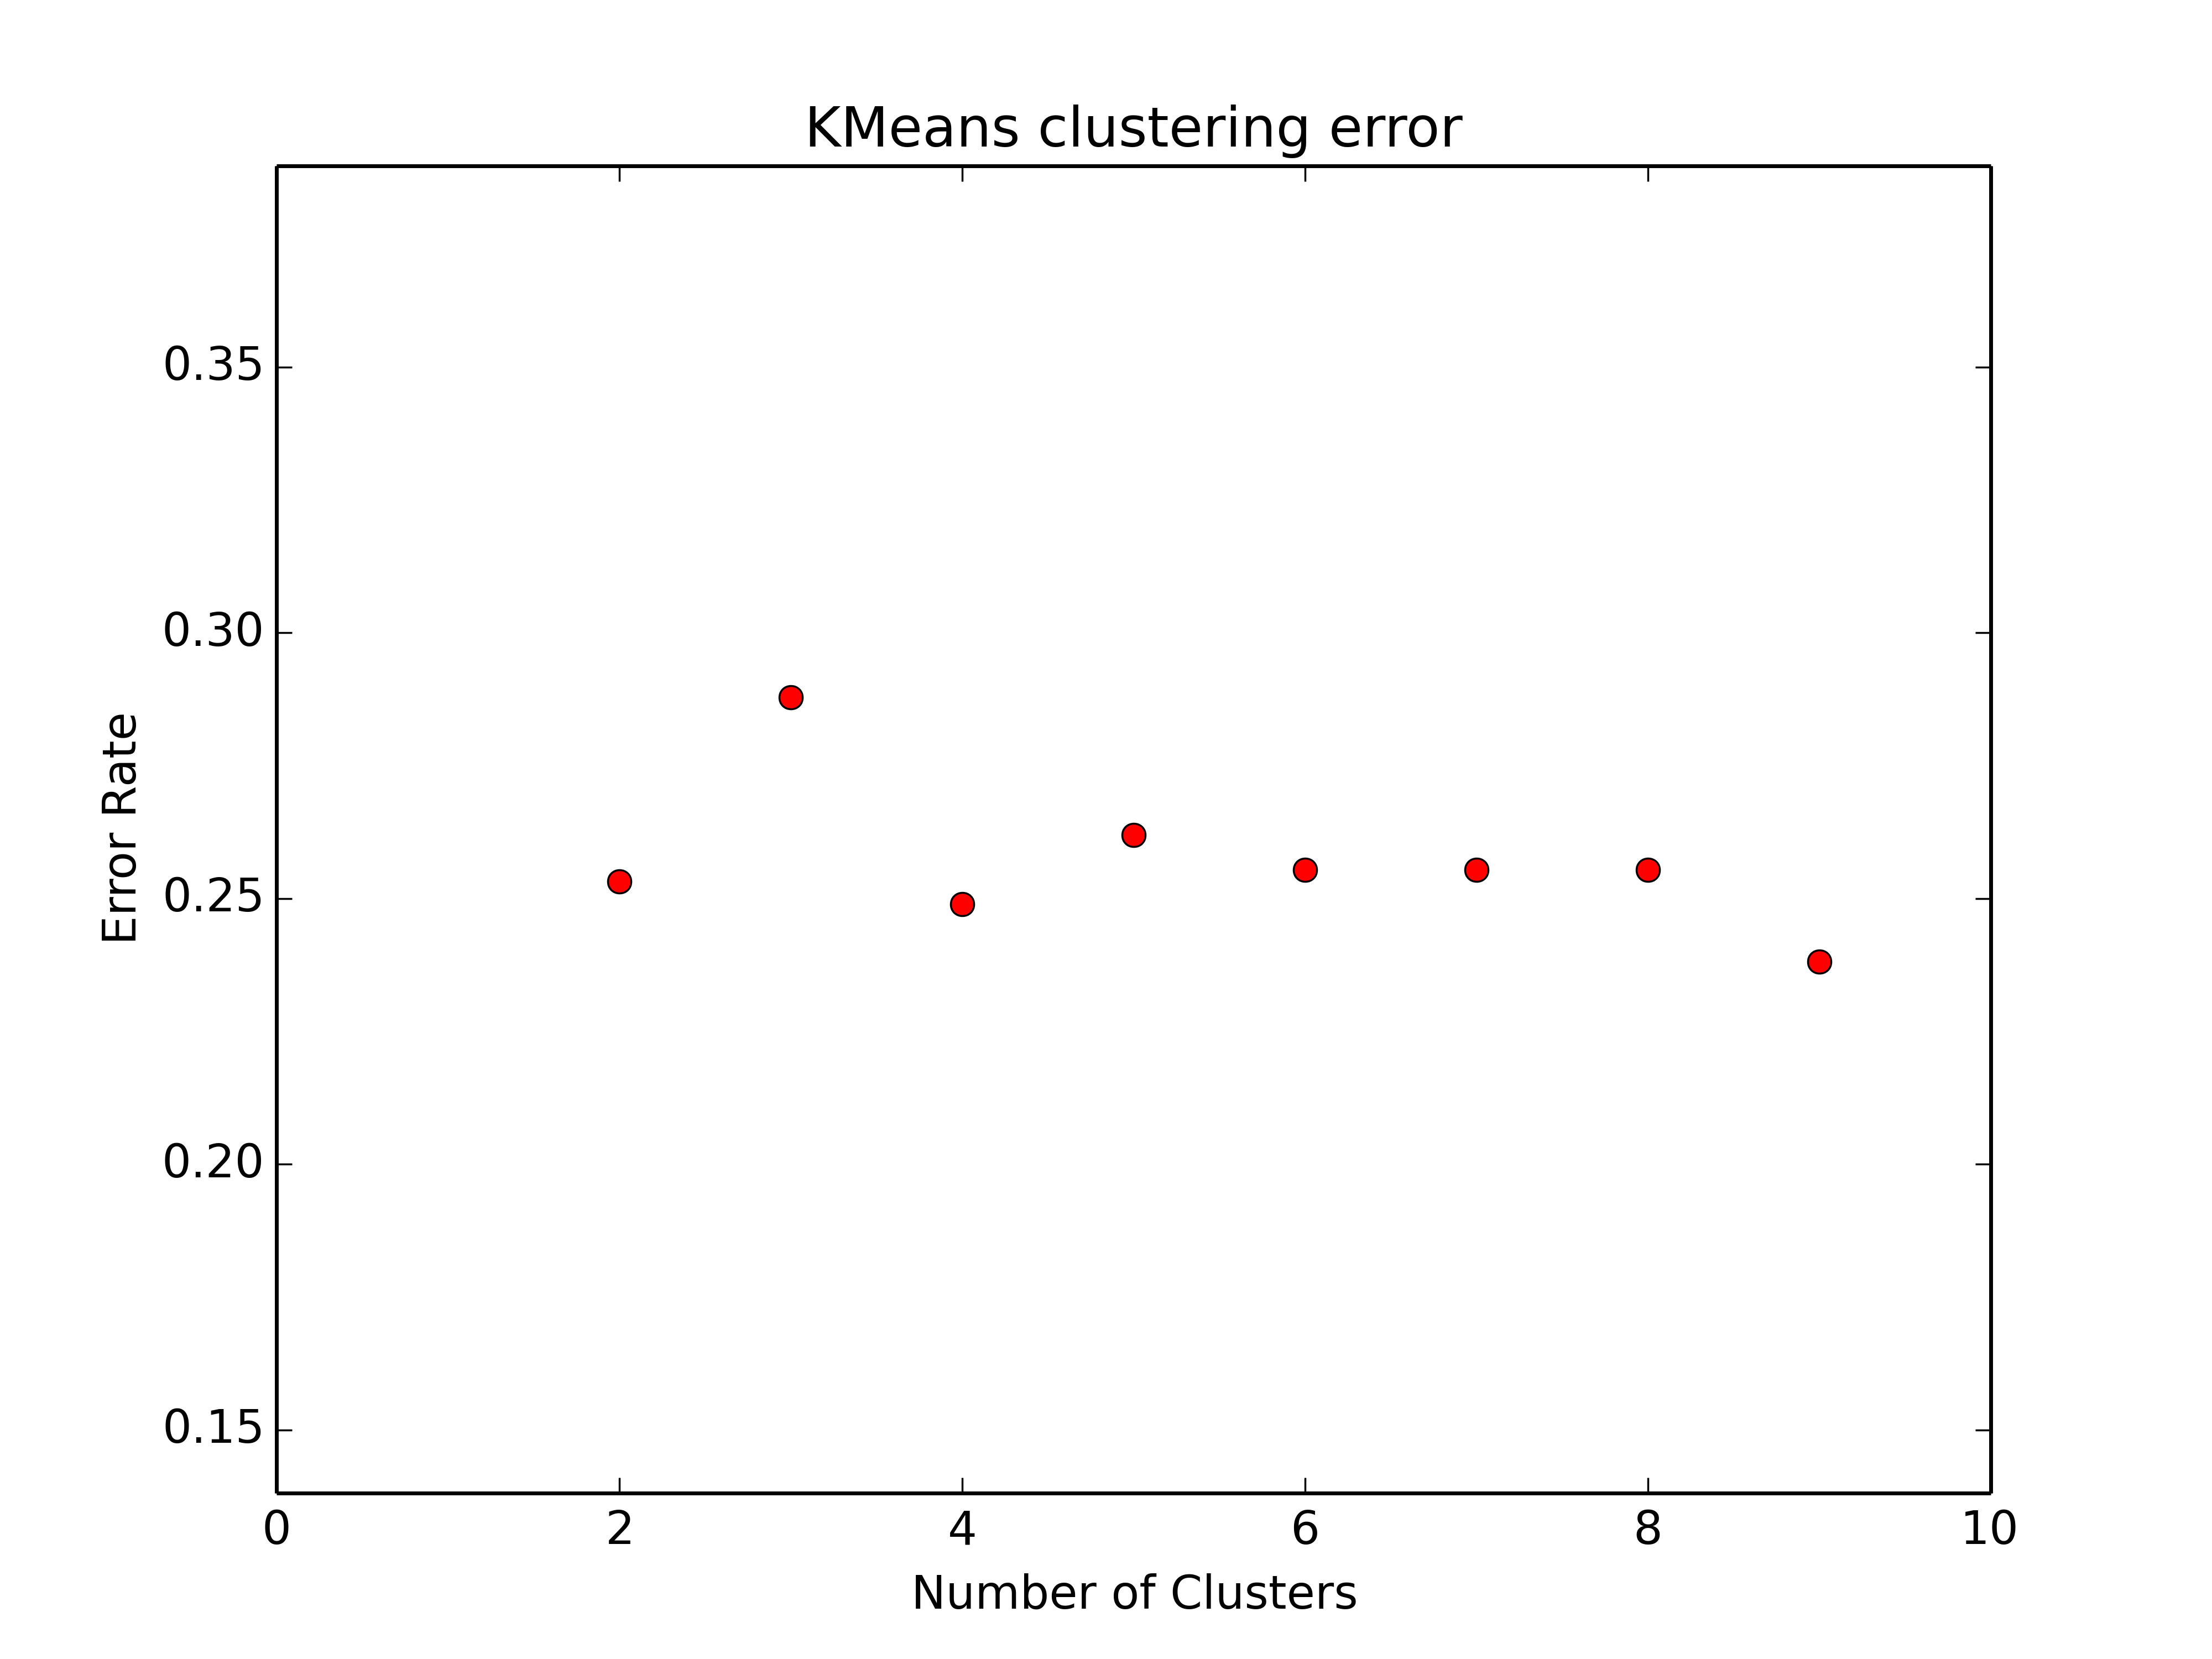 KMeans clustering error
0.35
0.30
0.25
0.20
0.15
Error Rate
0 2 4 6 8 10
Number of Clusters